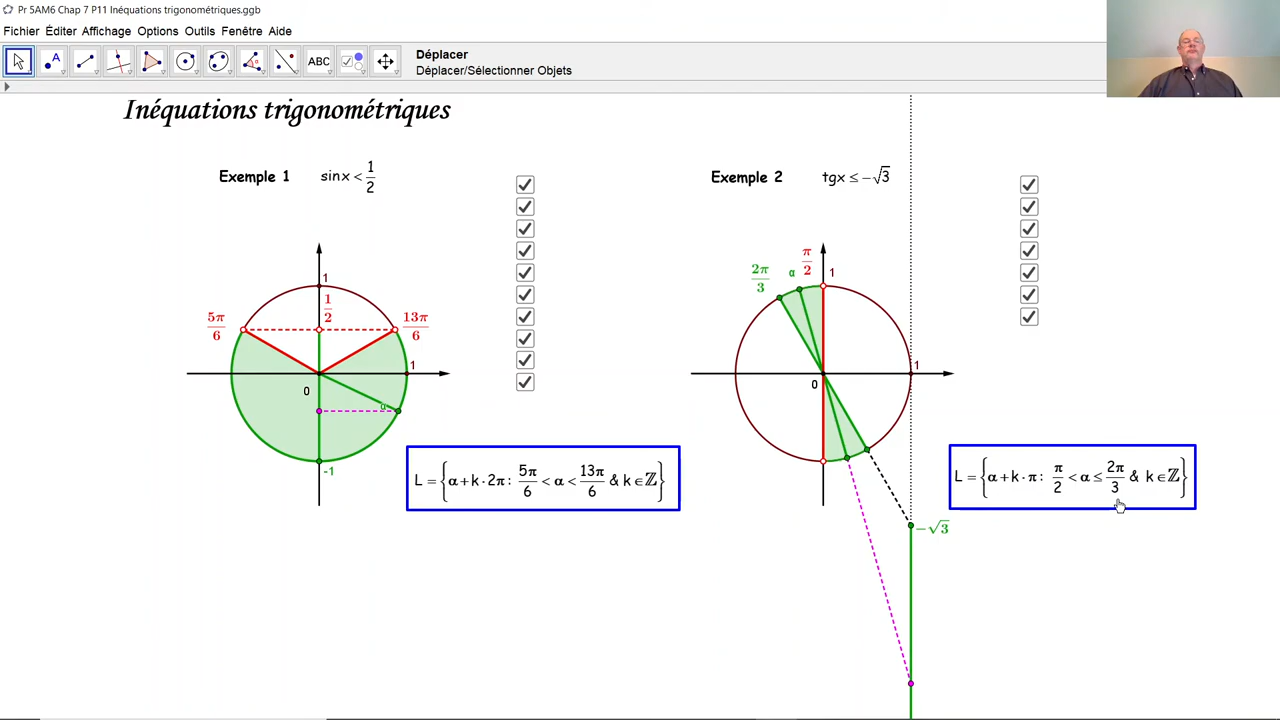 Pr 5AM6 Chap 7 P11 Inéquations trigonométriques.ggb
Fichier Éditer Affichage Options Outils Fenêtre Aide
A
ABC
Déplacer
Déplacer/Sélectionner Objets
Inéquations trigonométriques
Exemple 1 sinx < 1/2
5π/6
1
1/2
13π/6
1
0
α
-1
L = {α + k · 2π : 5π/6 < α < 13π/6 & k ∈ ℤ}
Exemple 2 tgx ≤ −√3
2π/3
α
π/2
1
1
0
−√3
L = {α + k · π : π/2 < α ≤ 2π/3 & k ∈ ℤ}